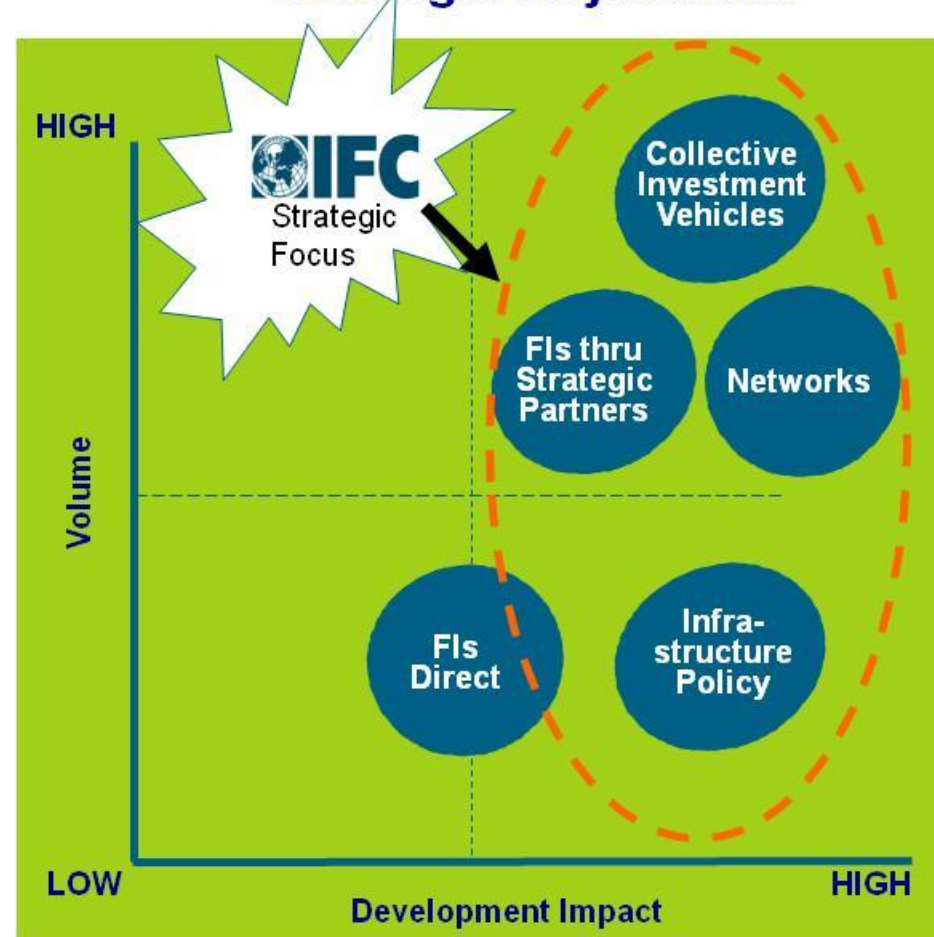 HIGH
IFC
Strategic
Focus
Collective
Investment
Vehicles
FIs thru
Strategic
Partners
Networks
Volume
FIs
Direct
Infra-
structure
Policy
LOW
HIGH
Development Impact